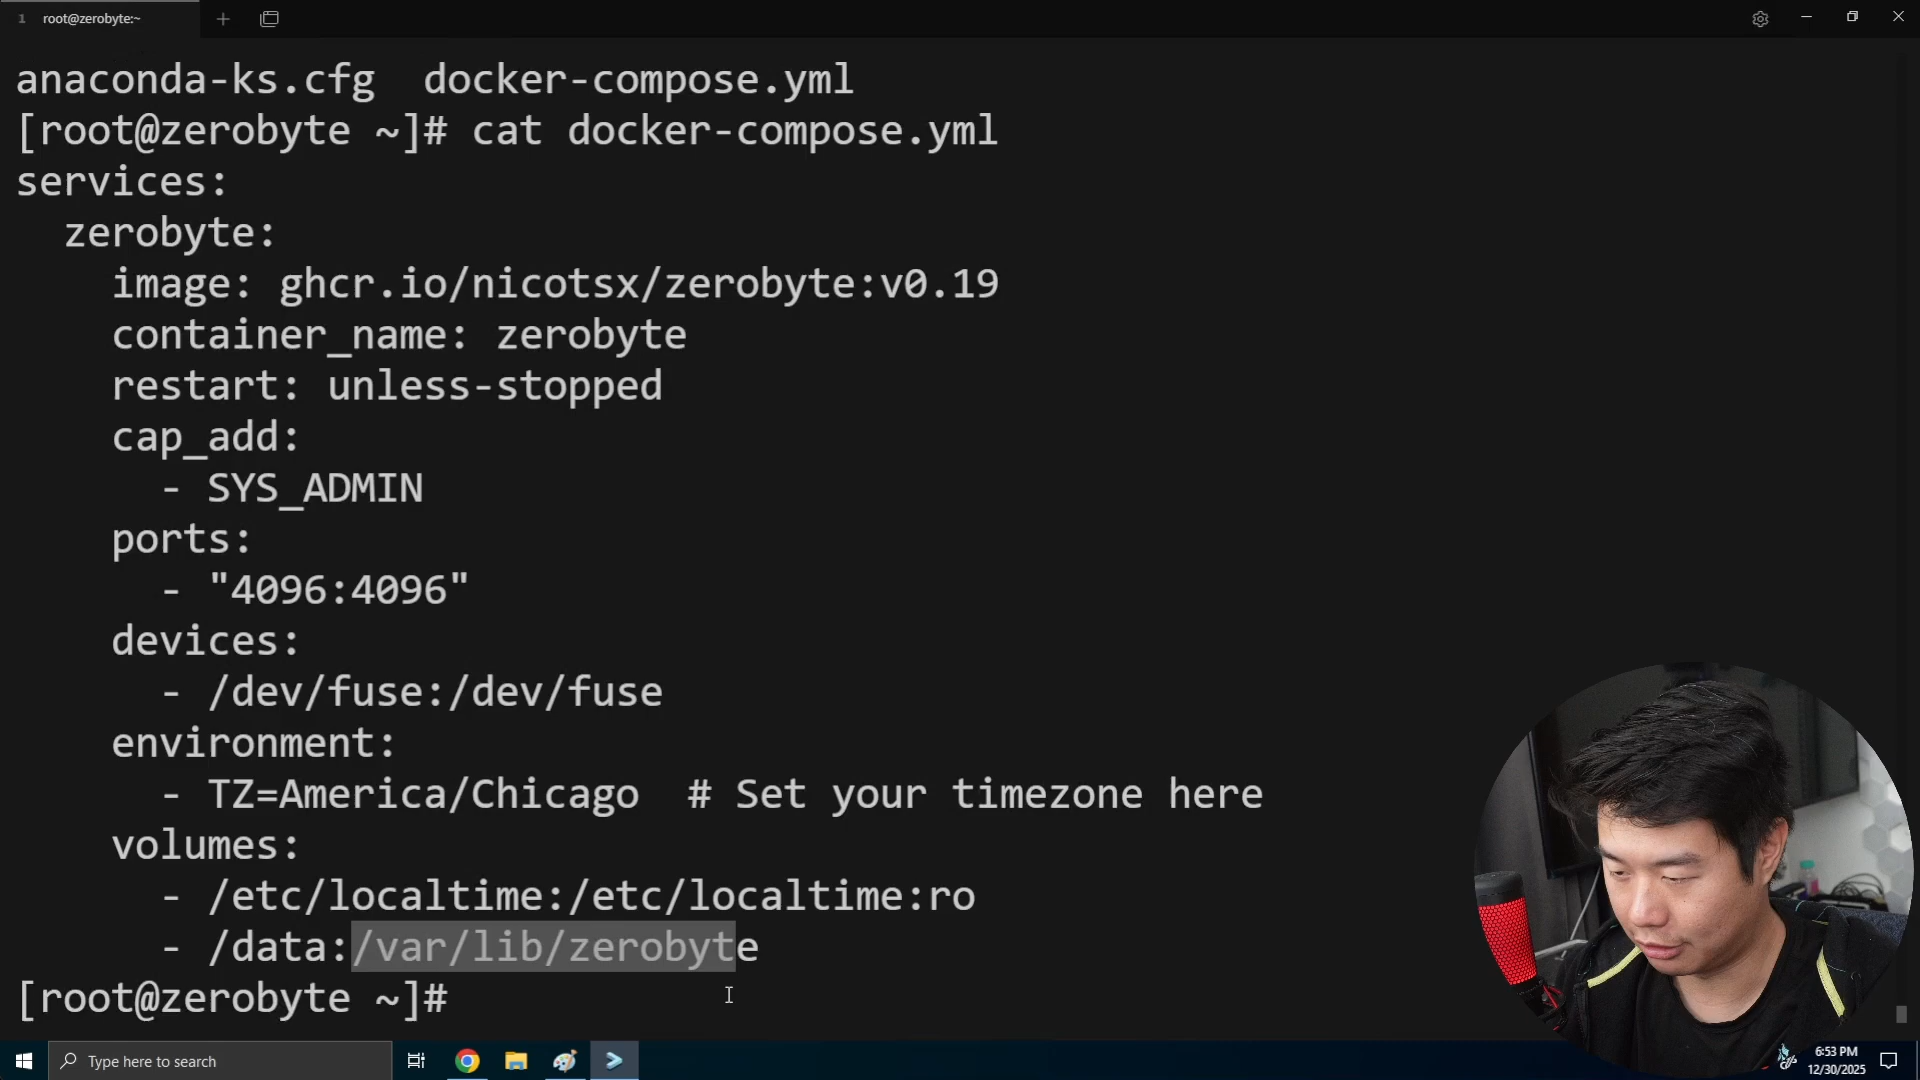 1 root@zerobyte:~
anaconda-ks.cfg  docker-compose.yml
[root@zerobyte ~]# cat docker-compose.yml
services:
  zerobyte:
    image: ghcr.io/nicotsx/zerobyte:v0.19
    container_name: zerobyte
    restart: unless-stopped
    cap_add:
      - SYS_ADMIN
    ports:
      - "4096:4096"
    devices:
      - /dev/fuse:/dev/fuse
    environment:
      - TZ=America/Chicago  # Set your timezone here
    volumes:
      - /etc/localtime:/etc/localtime:ro
      - /data:/var/lib/zerobyte
[root@zerobyte ~]#
Type here to search
6:53 PM
12/30/2025